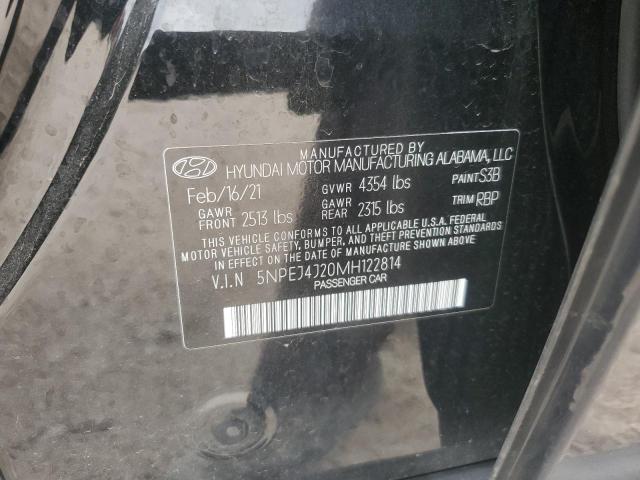 MANUFACTURED BY
HYUNDAI MOTOR MANUFACTURING ALABAMA, LLC
Feb/16/21 GVWR 4354 lbs PAINT S3B
GAWR FRONT 2513 lbs GAWR REAR 2315 lbs TRIM RBP
THIS VEHICLE CONFORMS TO ALL APPLICABLE U.S.A. FEDERAL
MOTOR VEHICLE SAFETY, BUMPER, AND THEFT PREVENTION STANDARDS
IN EFFECT ON THE DATE OF MANUFACTURE SHOWN ABOVE.
V.I.N 5NPEJ4J20MH122814
PASSENGER CAR